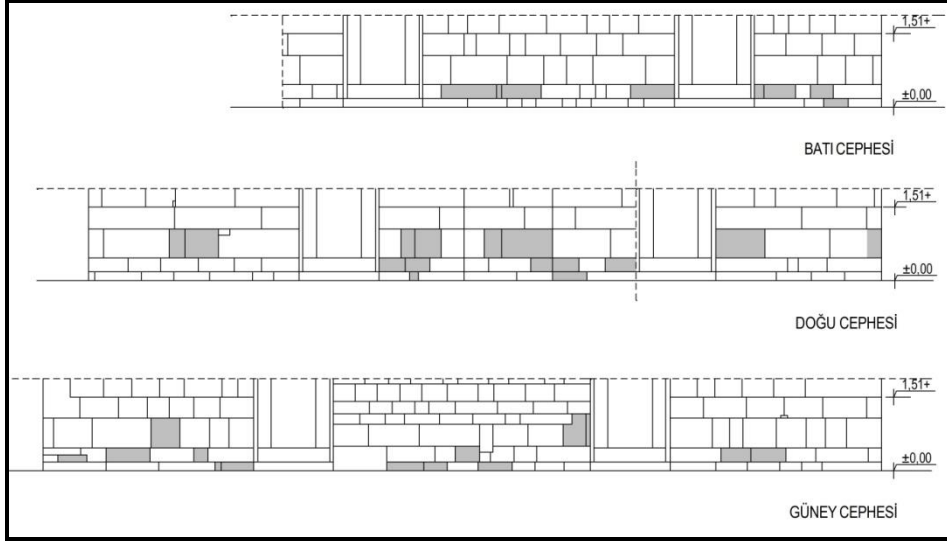 1,51+
±0,00
BATI CEPHESİ
1,51+
±0,00
DOĞU CEPHESİ
1,51+
±0,00
GÜNEY CEPHESİ